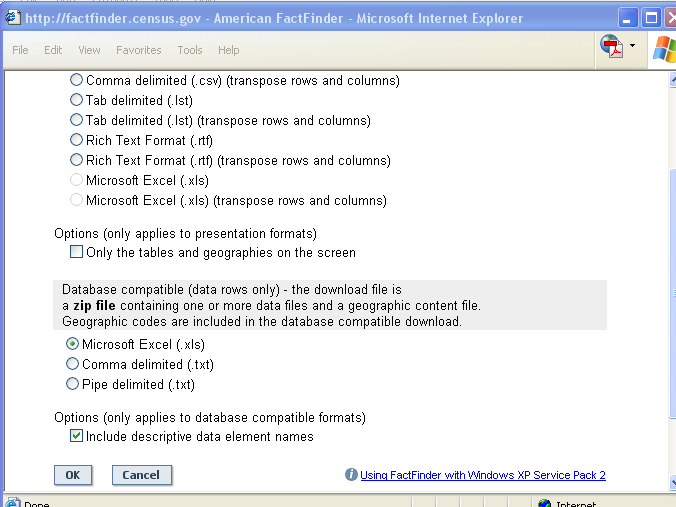 http://factfinder.census.gov - American FactFinder - Microsoft Internet Explorer
File Edit View Favorites Tools Help
Comma delimited (.csv) (transpose rows and columns)
Tab delimited (.lst)
Tab delimited (.lst) (transpose rows and columns)
Rich Text Format (.rtf)
Rich Text Format (.rtf) (transpose rows and columns)
Microsoft Excel (.xls)
Microsoft Excel (.xls) (transpose rows and columns)
Options (only applies to presentation formats)
Only the tables and geographies on the screen
Database compatible (data rows only) - the download file is
a zip file containing one or more data files and a geographic content file.
Geographic codes are included in the database compatible download.
Microsoft Excel (.xls)
Comma delimited (.txt)
Pipe delimited (.txt)
Options (only applies to database compatible formats)
Include descriptive data element names
OK Cancel Using FactFinder with Windows XP Service Pack 2
Done Internet